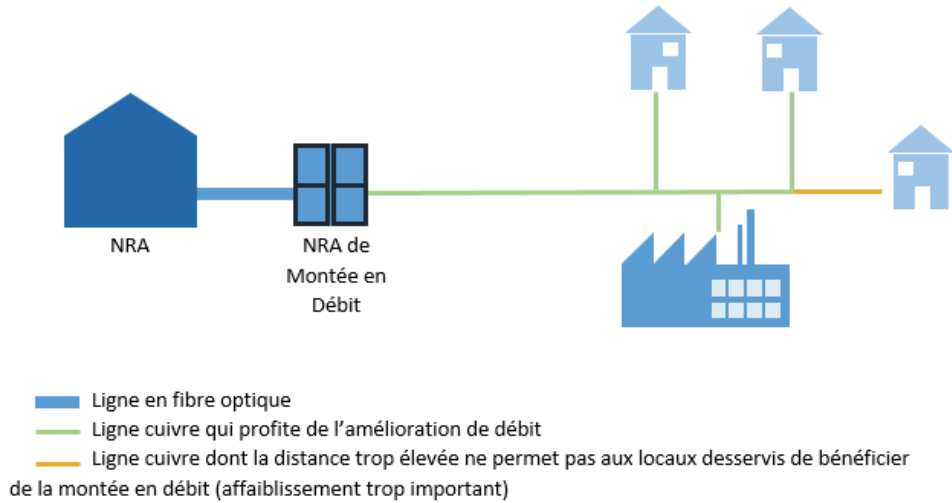 NRA
NRA de
Montée en
Débit
Ligne en fibre optique
Ligne cuivre qui profite de l'amélioration de débit
Ligne cuivre dont la distance trop élevée ne permet pas aux locaux desservis de bénéficier
de la montée en débit (affaiblissement trop important)